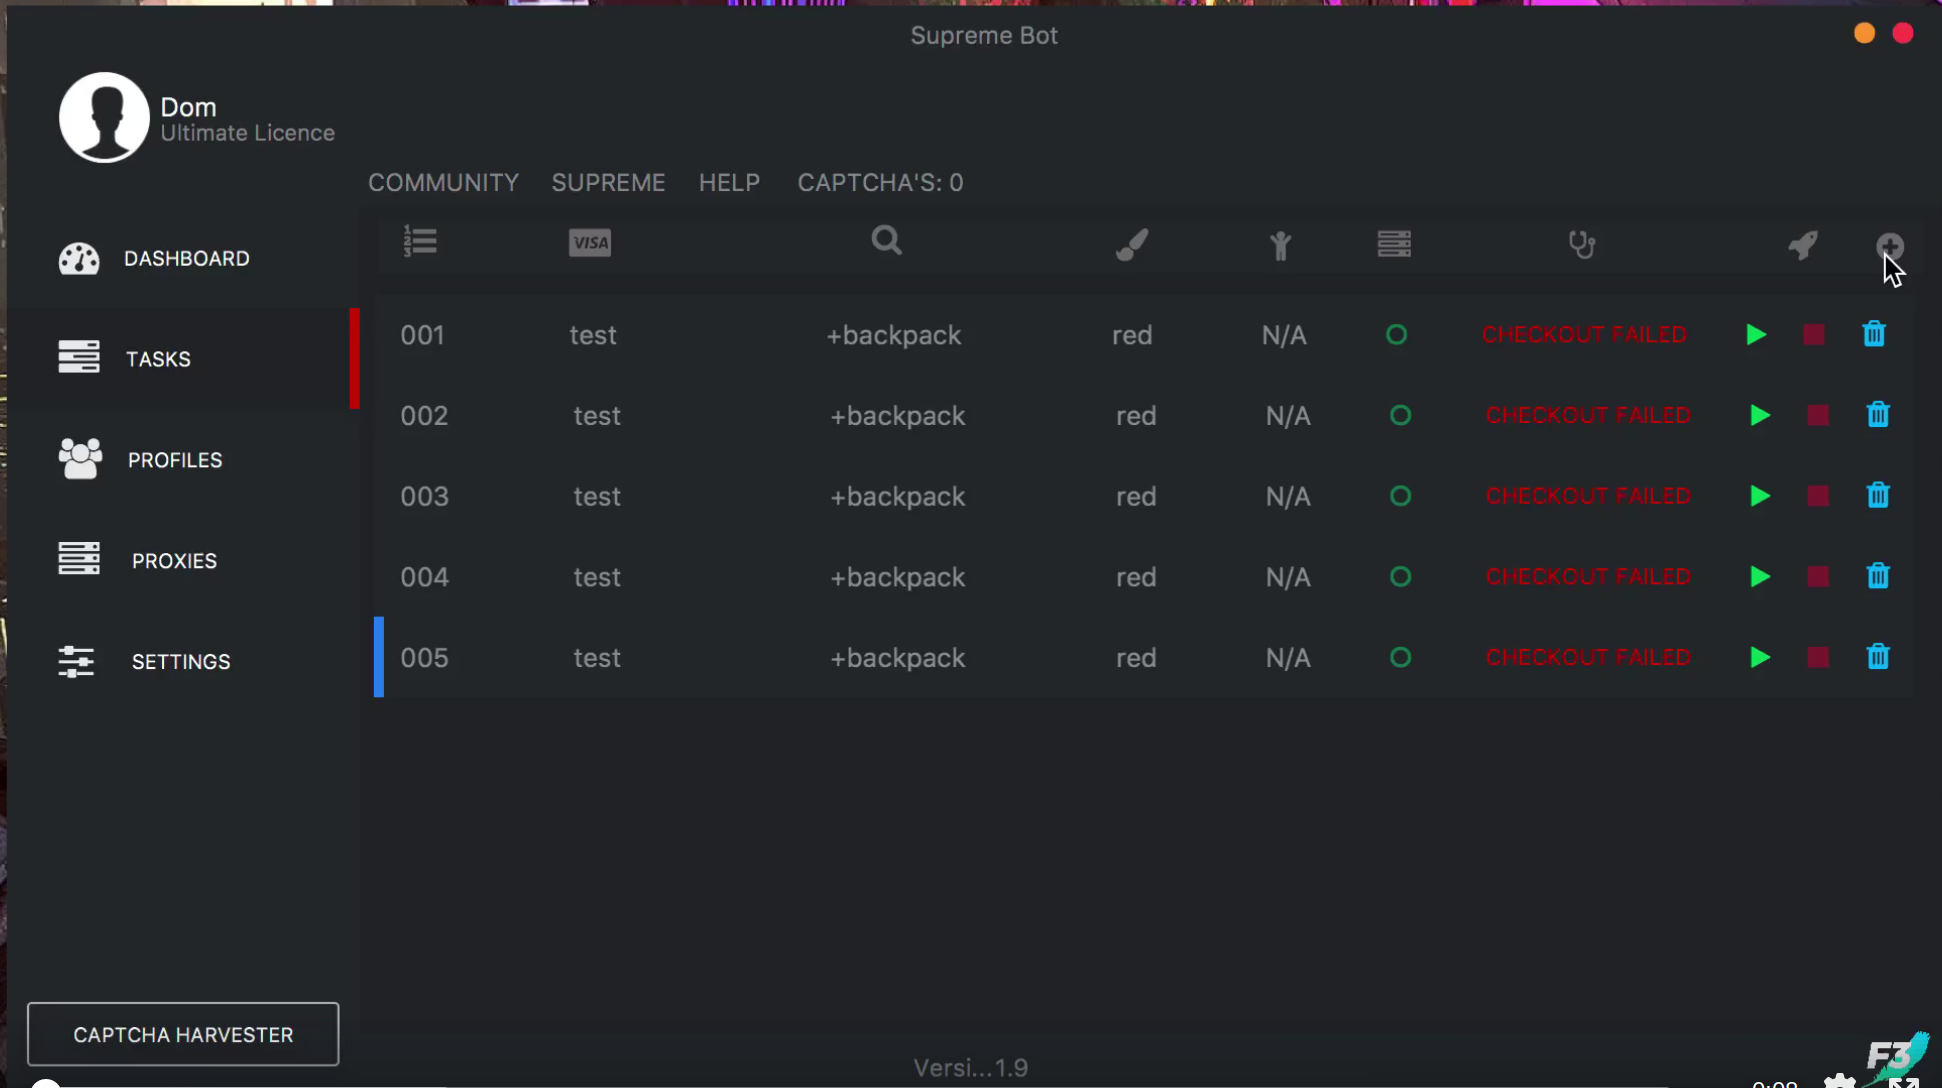 Supreme Bot
Dom
Ultimate Licence
COMMUNITY SUPREME HELP CAPTCHA'S: 0
VISA
DASHBOARD
TASKS
PROFILES
PROXIES
SETTINGS
001 test +backpack red N/A CHECKOUT FAILED
002 test +backpack red N/A CHECKOUT FAILED
003 test +backpack red N/A CHECKOUT FAILED
004 test +backpack red N/A CHECKOUT FAILED
005 test +backpack red N/A CHECKOUT FAILED
CAPTCHA HARVESTER
Versi...1.9
F3